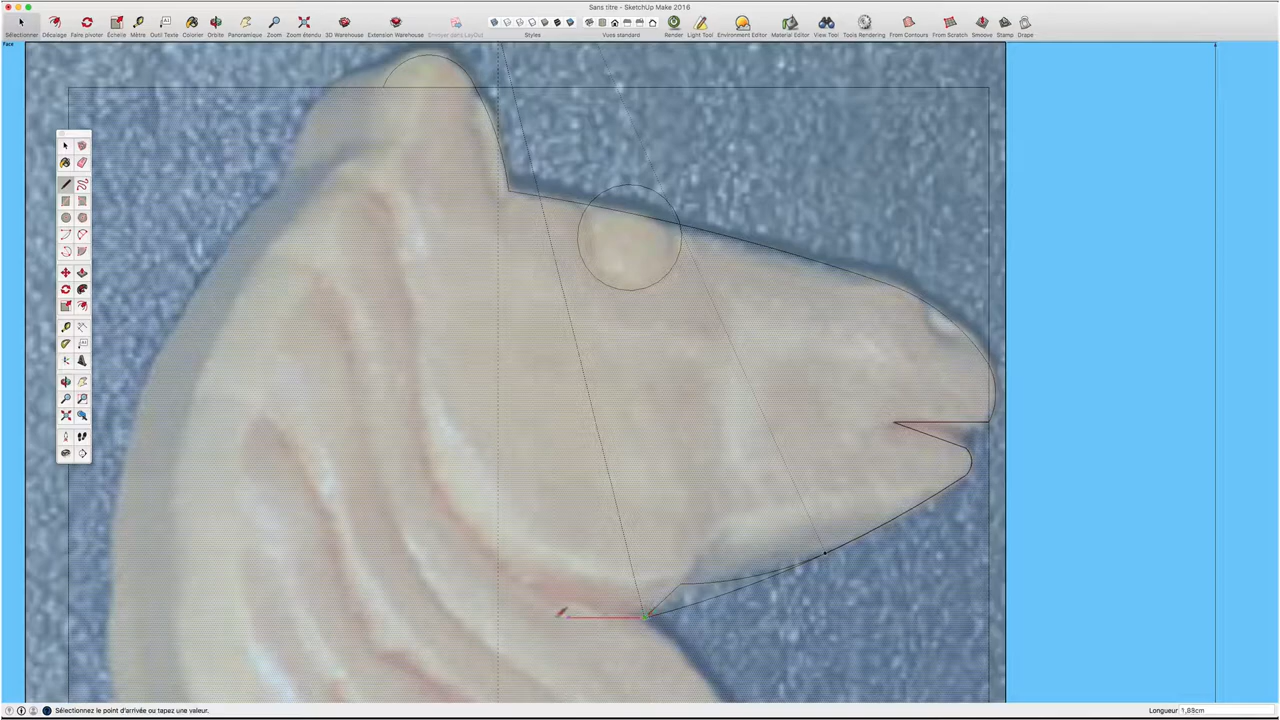 Sans titre - SketchUp Make 2016
Sélectionner Décalage Faire pivoter Échelle Mètre Outil Texte Colorier Orbite Panoramique Zoom Zoom étendu 3D Warehouse Extension Warehouse Envoyer dans LayOut Styles Vues standard Render Light Tool Environment Editor Material Editor View Tool Tools Rendering From Contours From Scratch Smoove Stamp Drape
Face
Sélectionnez le point d'arrivée ou tapez une valeur. Longueur 1,88cm